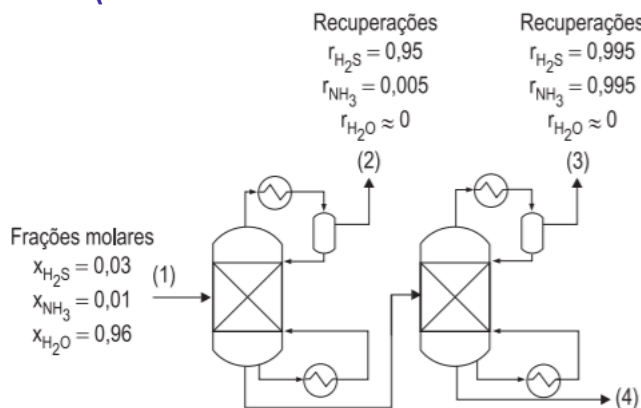 Recuperações
r_H₂S = 0,95
r_NH₃ = 0,005
r_H₂O ≈ 0
(2)
Recuperações
r_H₂S = 0,995
r_NH₃ = 0,995
r_H₂O ≈ 0
(3)
Frações molares
x_H₂S = 0,03
x_NH₃ = 0,01
x_H₂O = 0,96
(1)
(4)